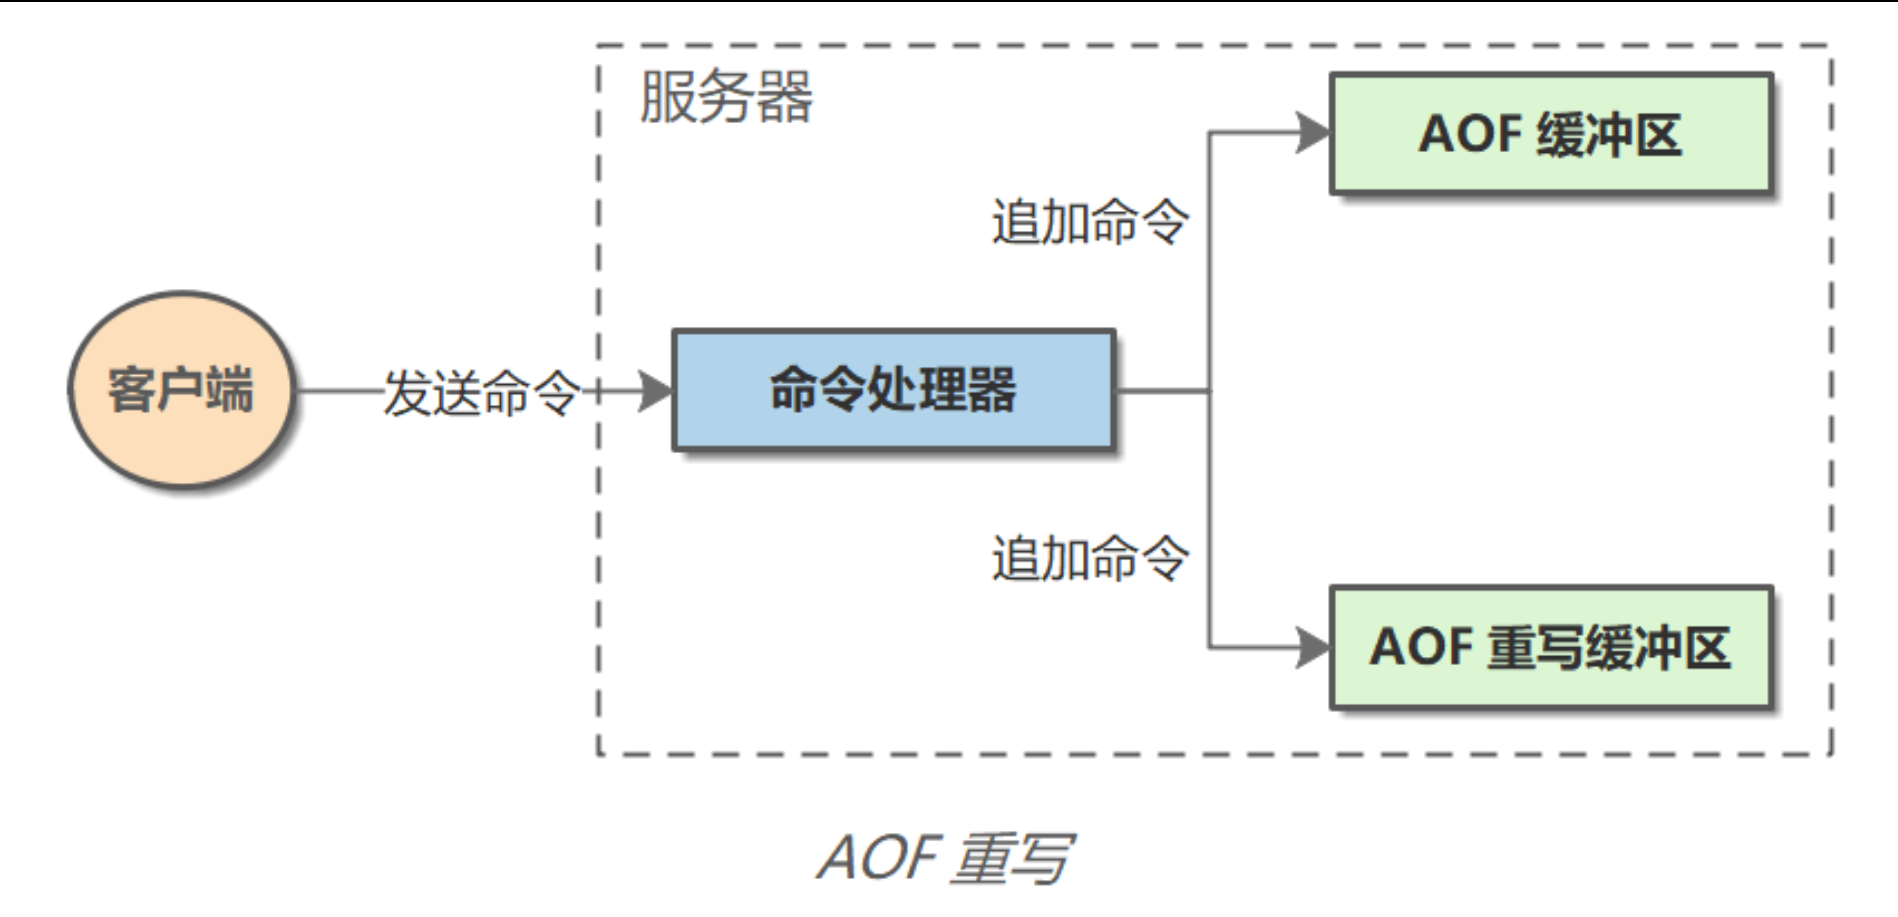 服务器
AOF 缓冲区
追加命令
客户端
发送命令
命令处理器
追加命令
AOF 重写缓冲区
AOF 重写